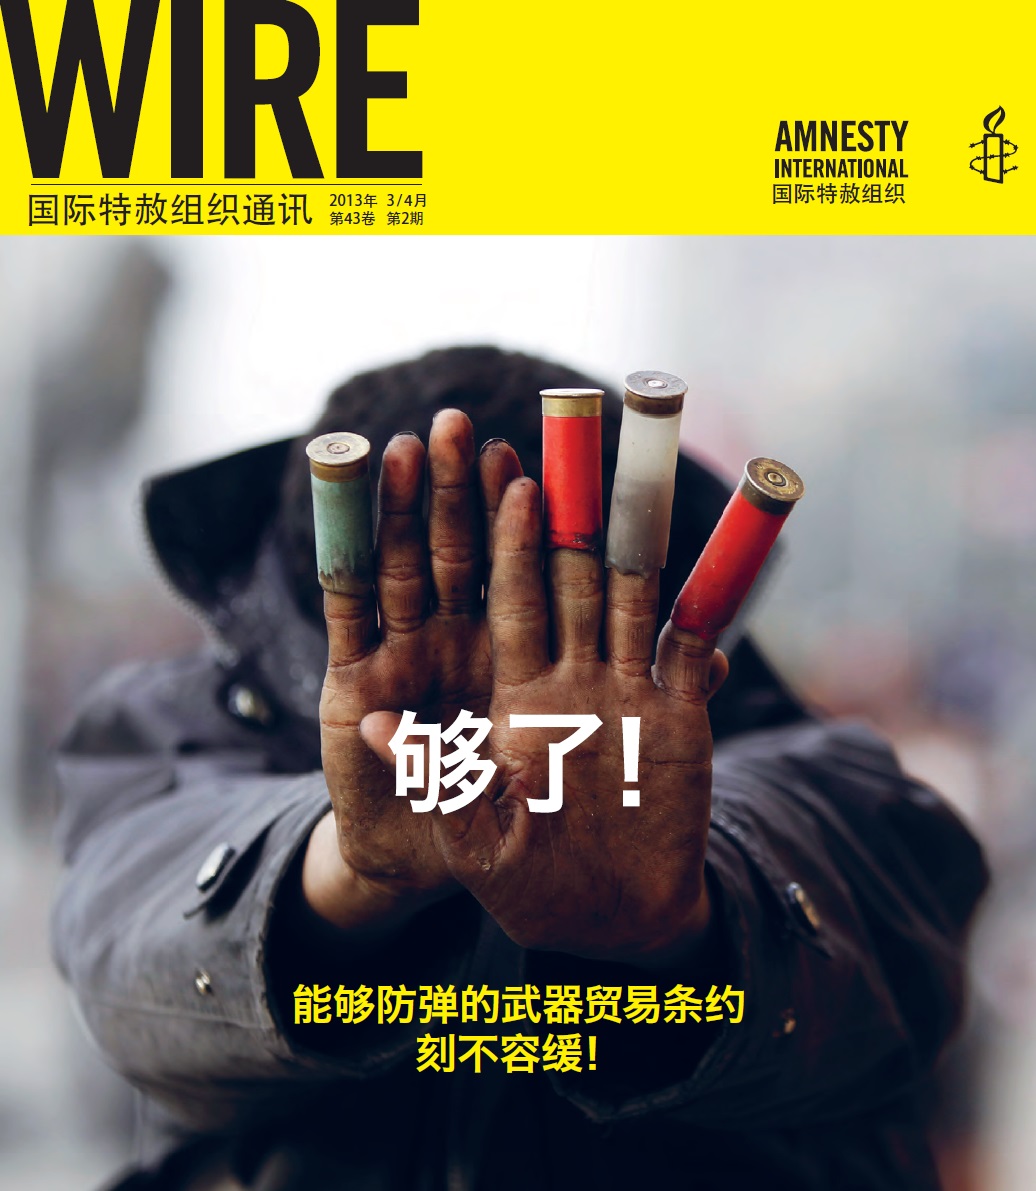 WIRE
国际特赦组织通讯
2013年 3/4月
第43卷 第2期
AMNESTY
INTERNATIONAL
国际特赦组织
够了!
能够防弹的武器贸易条约
刻不容缓!